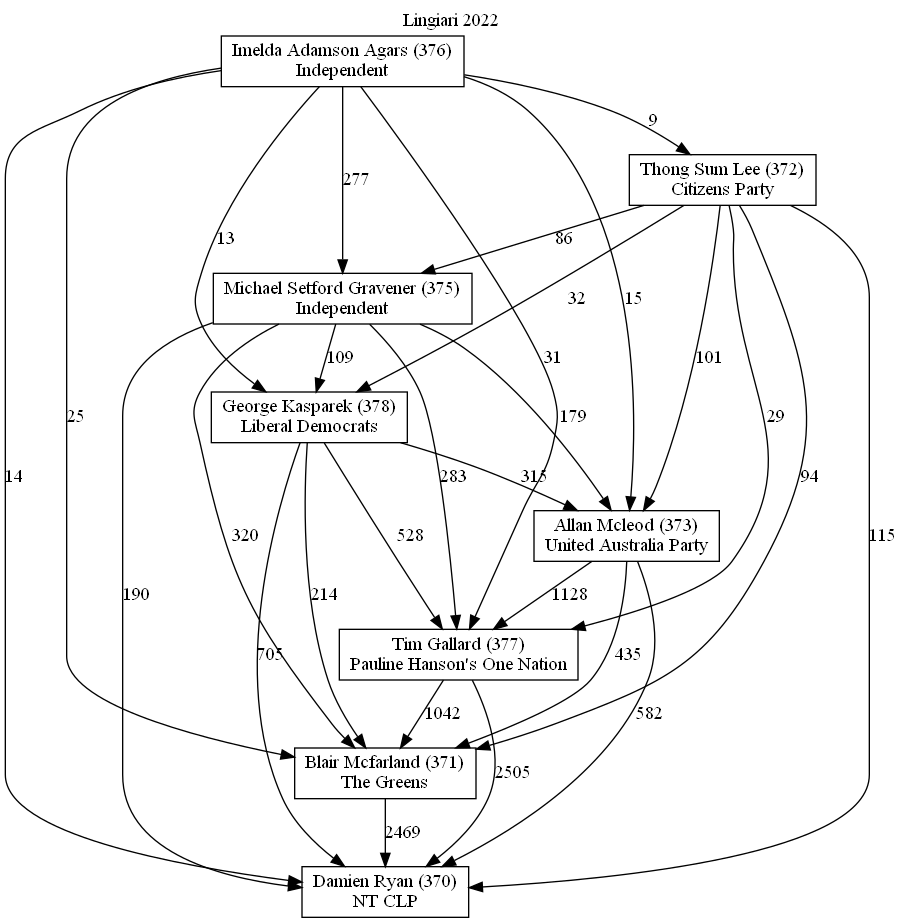 Lingiari 2022
Imelda Adamson Agars (376)
Independent
9
Thong Sum Lee (372)
Citizens Party
277
13
86
Michael Setford Gravener (375)
Independent
32
15
109
31
101
George Kasparek (378)
Liberal Democrats
25
179
29
14
283
315
94
Allan Mcleod (373)
United Australia Party
320
528
115
190
214
1128
Tim Gallard (377)
Pauline Hanson's One Nation
705
435
1042
582
Blair Mcfarland (371)
The Greens
2505
2469
Damien Ryan (370)
NT CLP